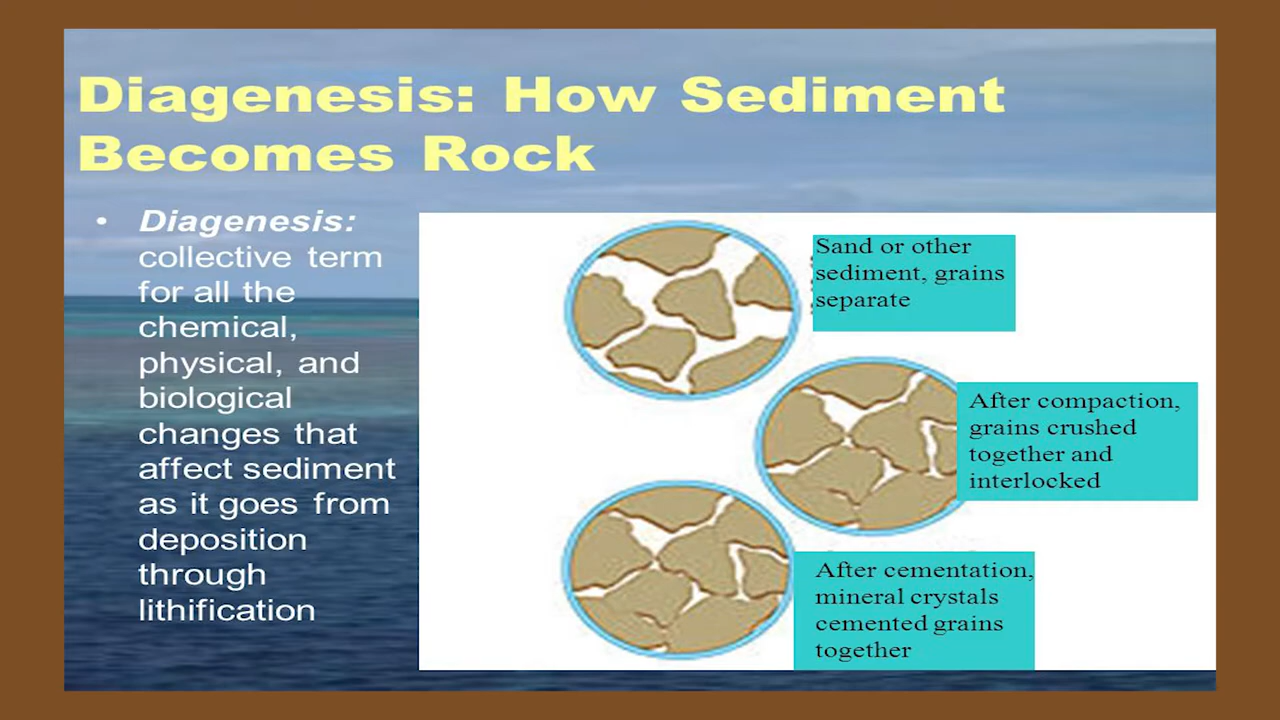 Diagenesis: How Sediment
Becomes Rock
• Diagenesis:
collective term
for all the
chemical,
physical, and
biological
changes that
affect sediment
as it goes from
deposition
through
lithification
Sand or other
sediment, grains
separate
After compaction,
grains crushed
together and
interlocked
After cementation,
mineral crystals
cemented grains
together